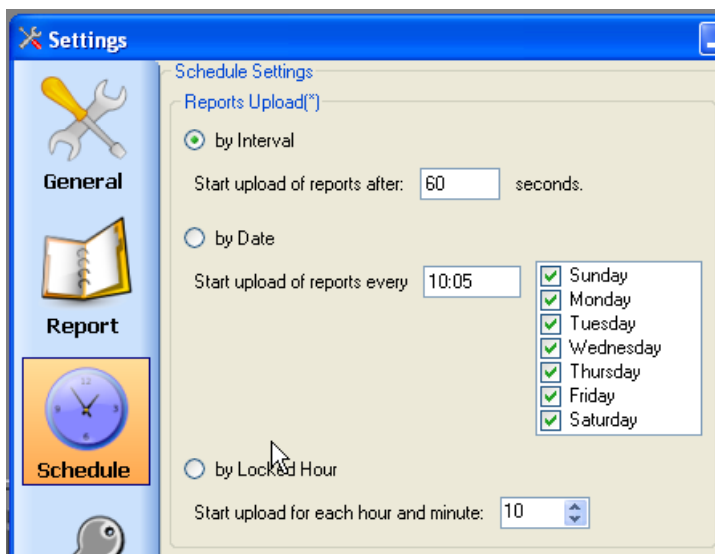 Settings
General
Report
Schedule
Schedule Settings
Reports Upload(*)
by Interval
Start upload of reports after: 60 seconds.
by Date
Start upload of reports every 10:05
Sunday
Monday
Tuesday
Wednesday
Thursday
Friday
Saturday
by Locked Hour
Start upload for each hour and minute: 10